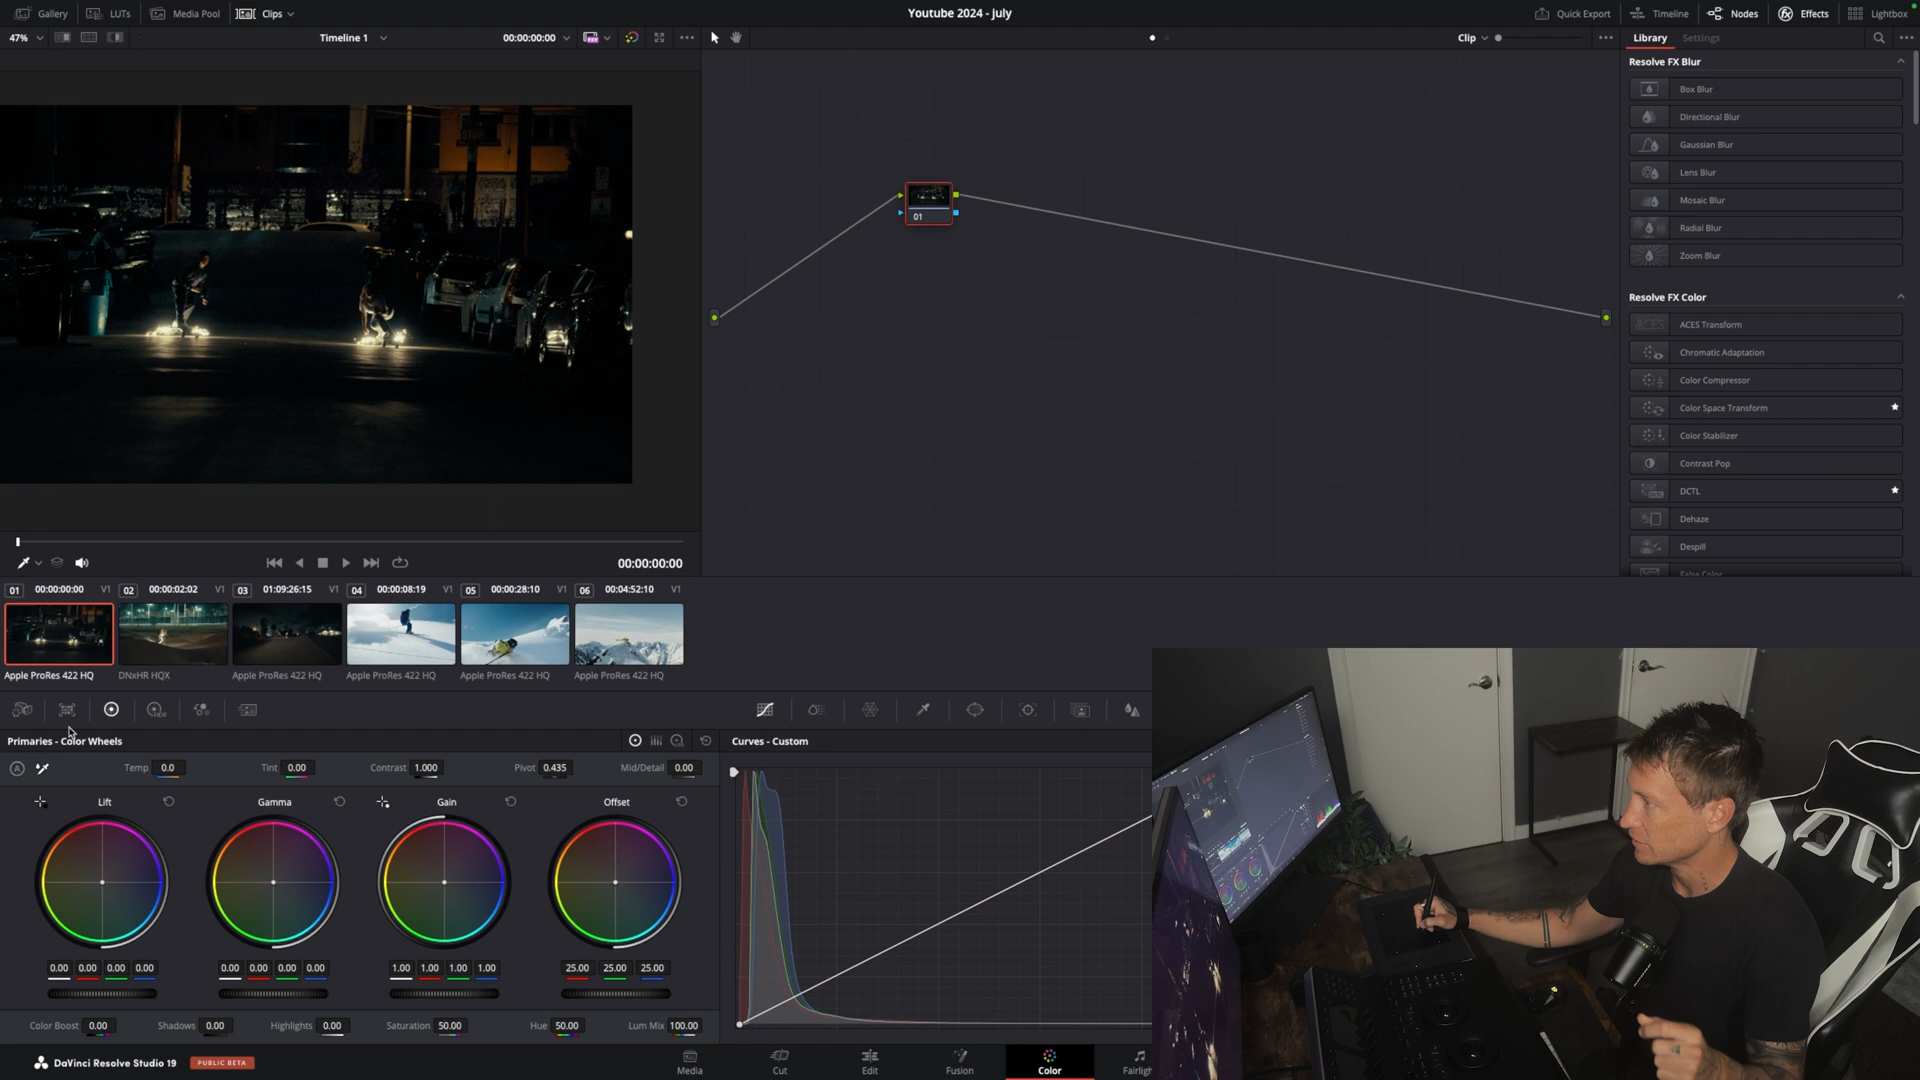 Gallery LUTs Media Pool Clips Youtube 2024 - july Quick Export Timeline Nodes Effects Lightbox
47% Timeline 1 00:00:00:00 Clip Library Settings
Resolve FX Blur
Box Blur
Directional Blur
Gaussian Blur
Lens Blur
Mosaic Blur
Radial Blur
Zoom Blur
Resolve FX Color
ACES Transform
Chromatic Adaptation
Color Compressor
Color Space Transform
Color Stabilizer
Contrast Pop
DCTL
Dehaze
Despill
False Color
STOP
01
00:00:00:00
01 00:00:00:00 V1 02 00:00:02:02 V1 03 01:09:26:15 V1 04 00:00:08:19 V1 05 00:00:28:10 V1 06 00:04:52:10 V1
Apple ProRes 422 HQ DNxHR HQX Apple ProRes 422 HQ Apple ProRes 422 HQ Apple ProRes 422 HQ Apple ProRes 422 HQ
Primaries - Color Wheels Curves - Custom
Temp 0.0 Tint 0.00 Contrast 1.000 Pivot 0.435 Mid/Detail 0.00
Lift Gamma Gain Offset
0.00 0.00 0.00 0.00 0.00 0.00 0.00 0.00 1.00 1.00 1.00 1.00 25.00 25.00 25.00
Color Boost 0.00 Shadows 0.00 Highlights 0.00 Saturation 50.00 Hue 50.00 Lum Mix 100.00
DaVinci Resolve Studio 19 PUBLIC BETA Media Cut Edit Fusion Color Fairligh